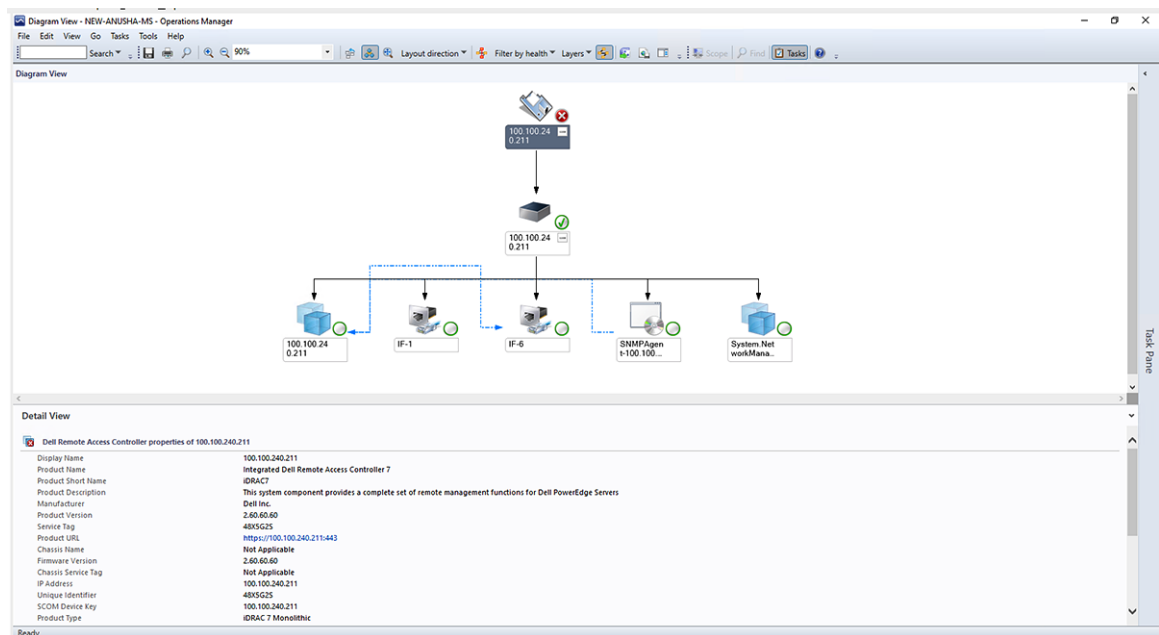 Diagram View - NEW-ANUSHA-MS - Operations Manager
File Edit View Go Tasks Tools Help
Search 90% Layout direction Filter by health Layers Scope Find Tasks
Diagram View
100.100.24
0.211
100.100.24
0.211
100.100.24
0.211
IF-1
IF-6
SNMPAgen
t-100.100...
System.Net
workMana...
Task Pane
Detail View
Dell Remote Access Controller properties of 100.100.240.211
Display Name 100.100.240.211
Product Name Integrated Dell Remote Access Controller 7
Product Short Name iDRAC7
Product Description This system component provides a complete set of remote management functions for Dell PowerEdge Servers
Manufacturer Dell Inc.
Product Version 2.60.60.60
Service Tag 48XSG2S
Product URL https://100.100.240.211:443
Chassis Name Not Applicable
Firmware Version 2.60.60.60
Chassis Service Tag Not Applicable
IP Address 100.100.240.211
Unique Identifier 48XSG2S
SCOM Device Key 100.100.240.211
Product Type iDRAC 7 Monolithic
Ready